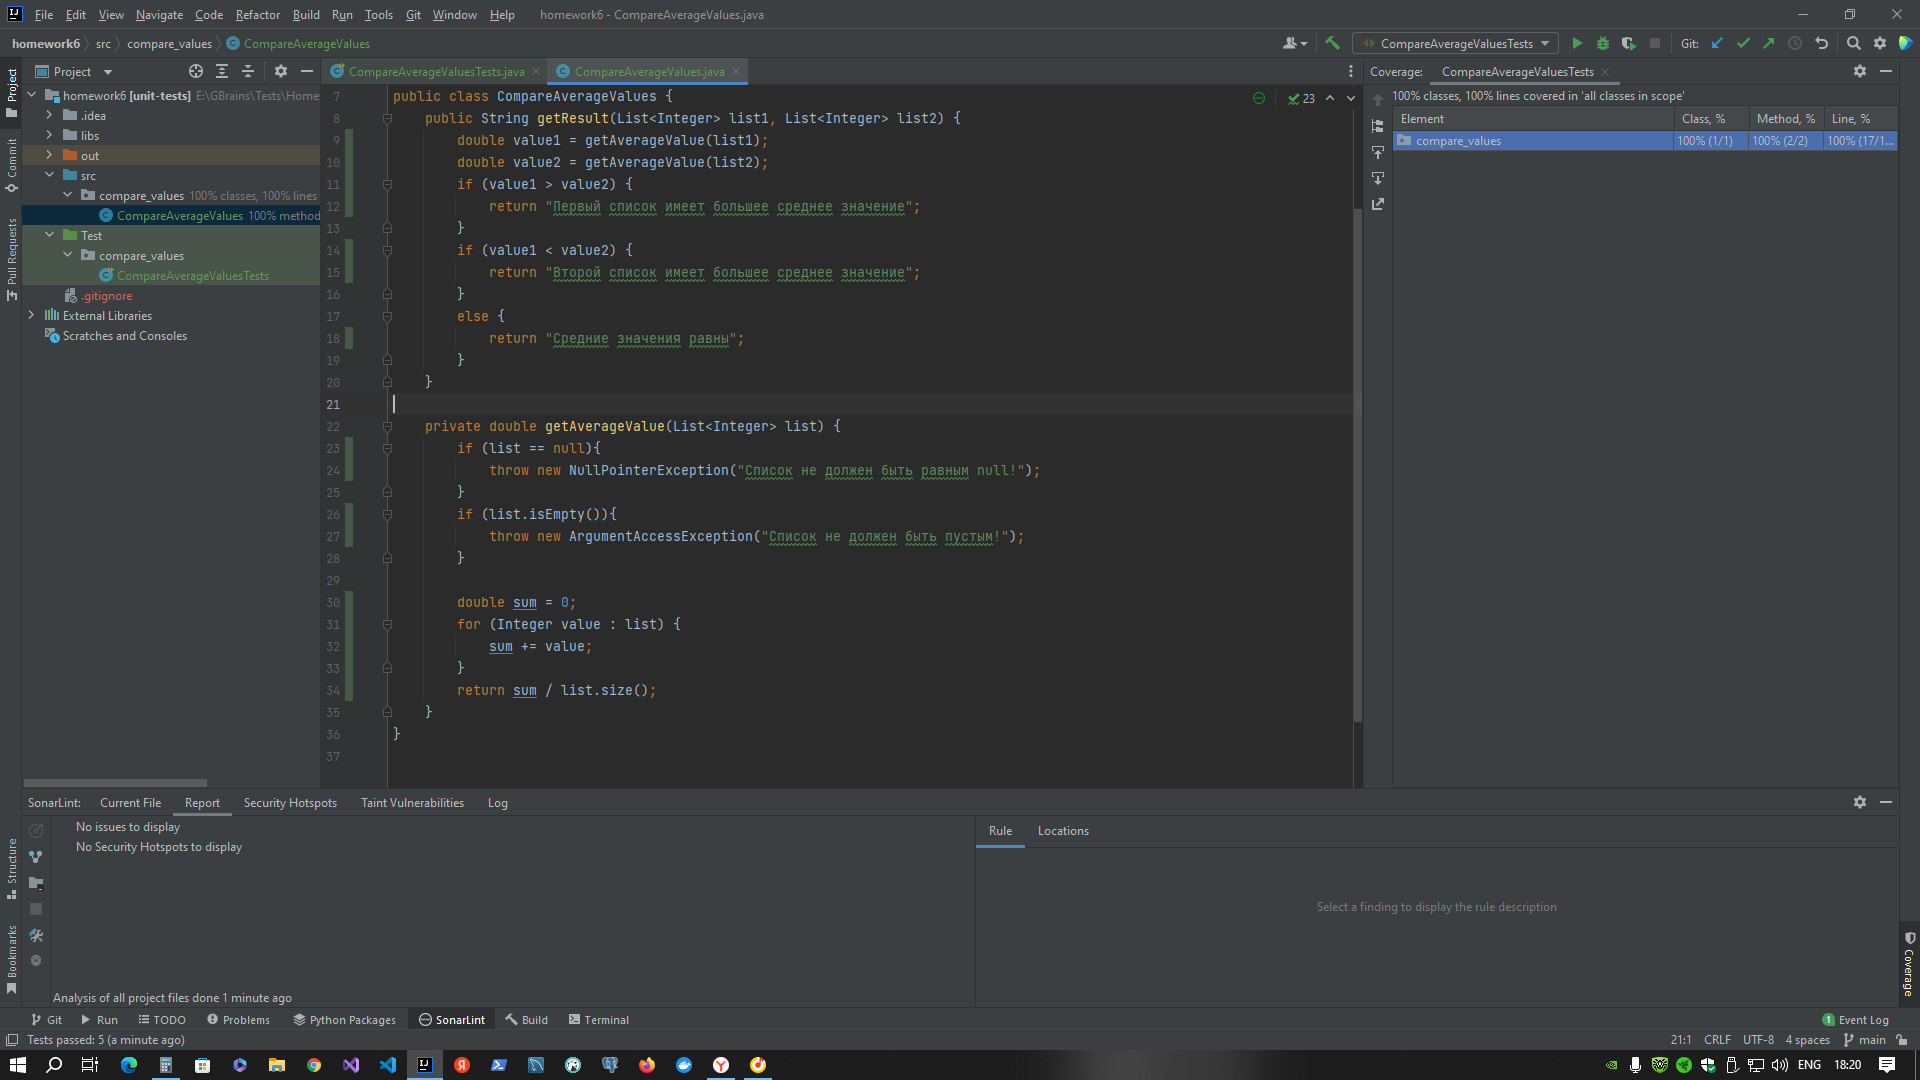 File Edit View Navigate Code Refactor Build Run Tools Git Window Help homework6 - CompareAverageValues.java
homework6 src compare_values CompareAverageValues CompareAverageValuesTests Git:
Project CompareAverageValuesTests.java CompareAverageValues.java Coverage: CompareAverageValuesTests
Project
Commit
Pull Requests
homework6 [unit-tests] E:\GBrains\Tests\Home
.idea
libs
out
src
compare_values 100% classes, 100% lines
CompareAverageValues 100% method
Test
compare_values
CompareAverageValuesTests
.gitignore
External Libraries
Scratches and Consoles
23
7 public class CompareAverageValues {
8 public String getResult(List<Integer> list1, List<Integer> list2) {
9 double value1 = getAverageValue(list1);
10 double value2 = getAverageValue(list2);
11 if (value1 > value2) {
12 return "Первый список имеет большее среднее значение";
13 }
14 if (value1 < value2) {
15 return "Второй список имеет большее среднее значение";
16 }
17 else {
18 return "Средние значения равны";
19 }
20 }
21
22 private double getAverageValue(List<Integer> list) {
23 if (list == null){
24 throw new NullPointerException("Список не должен быть равным null!");
25 }
26 if (list.isEmpty()){
27 throw new ArgumentAccessException("Список не должен быть пустым!");
28 }
29
30 double sum = 0;
31 for (Integer value : list) {
32 sum += value;
33 }
34 return sum / list.size();
35 }
36 }
37
100% classes, 100% lines covered in 'all classes in scope'
Element Class, % Method, % Line, %
compare_values 100% (1/1) 100% (2/2) 100% (17/1...
SonarLint: Current File Report Security Hotspots Taint Vulnerabilities Log
No issues to display
No Security Hotspots to display
Rule Locations
Select a finding to display the rule description
Structure
Bookmarks
Coverage
Analysis of all project files done 1 minute ago
Git Run TODO Problems Python Packages SonarLint Build Terminal 1 Event Log
Tests passed: 5 (a minute ago) 21:1 CRLF UTF-8 4 spaces main
ENG 18:20